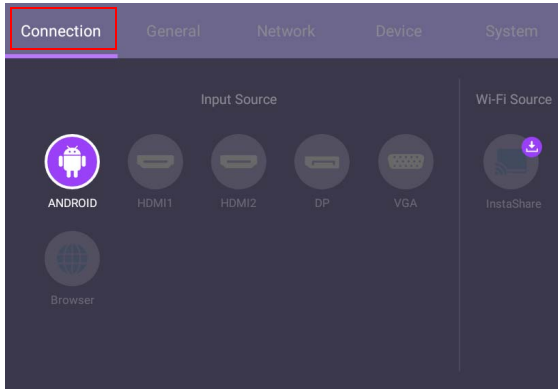 Connection General Network Device System
Input Source Wi-Fi Source
ANDROID HDMI1 HDMI2 DP VGA InstaShare
Browser